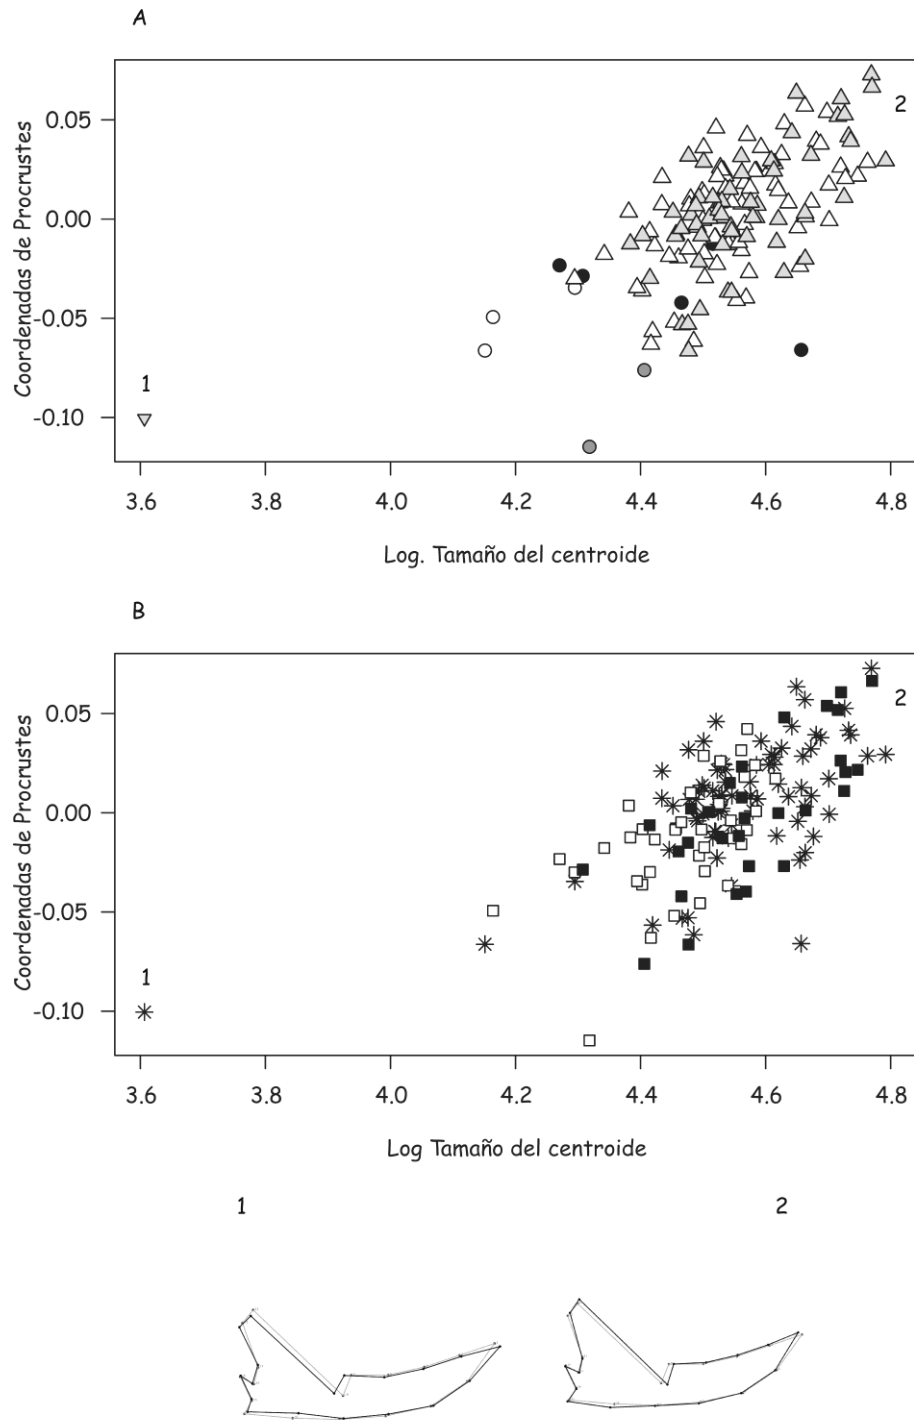 A
Coordenadas de Procrustes
0.05
0.00
-0.05
-0.10
1
2
3.6 3.8 4.0 4.2 4.4 4.6 4.8
Log. Tamaño del centroide
B
Coordenadas de Procrustes
0.05
0.00
-0.05
-0.10
1
2
3.6 3.8 4.0 4.2 4.4 4.6 4.8
Log Tamaño del centroide
1 2